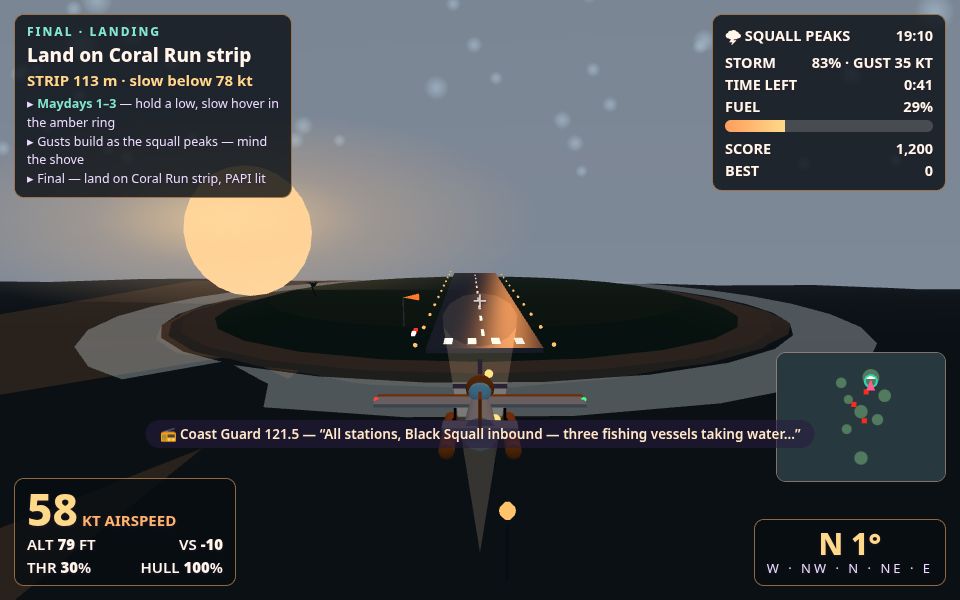 FINAL · LANDING
Land on Coral Run strip
STRIP 113 m · slow below 78 kt
▸ Maydays 1–3 — hold a low, slow hover in
the amber ring
▸ Gusts build as the squall peaks — mind
the shove
▸ Final — land on Coral Run strip, PAPI lit
SQUALL PEAKS 19:10
STORM 83% · GUST 35 KT
TIME LEFT 0:41
FUEL 29%
SCORE 1,200
BEST 0
Coast Guard 121.5 — “All stations, Black Squall inbound — three fishing vessels taking water…”
58 KT AIRSPEED
ALT 79 FT VS -10
THR 30% HULL 100%
N 1°
W · NW · N · NE · E